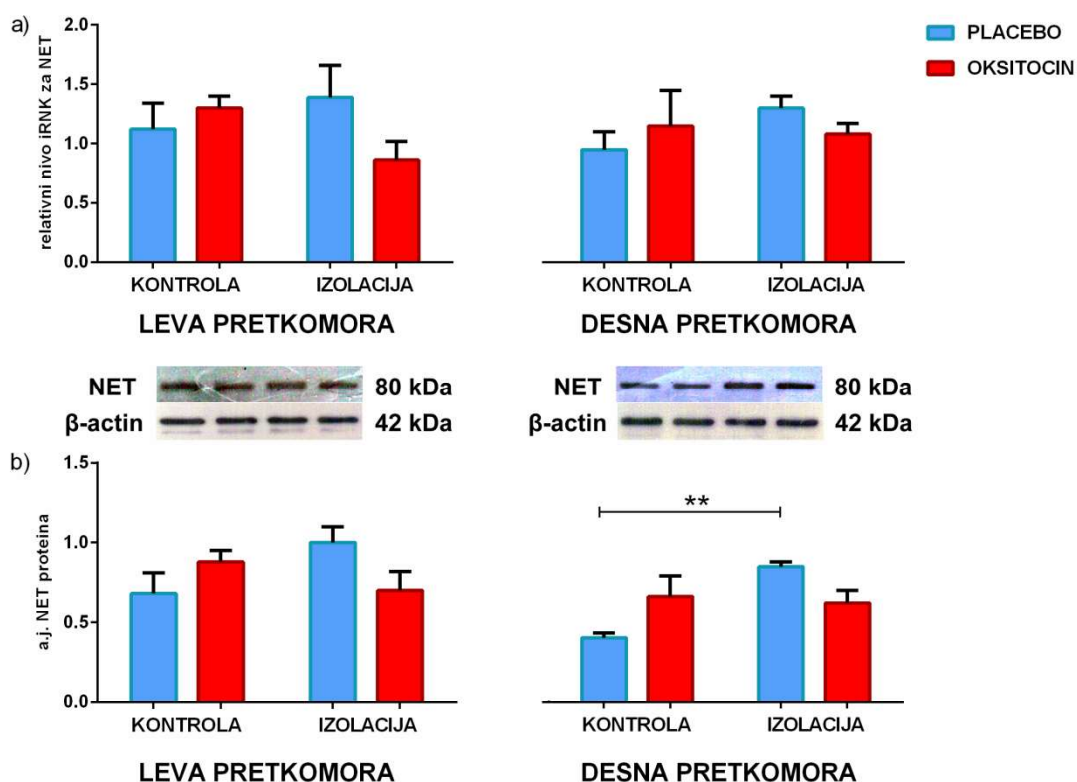 a)
relativni nivo iRNK za NET
2.0
1.5
1.0
0.5
0.0
KONTROLA IZOLACIJA
LEVA PRETKOMORA
KONTROLA IZOLACIJA
DESNA PRETKOMORA
PLACEBO
OKSITOCIN
NET 80 kDa
β-actin 42 kDa
NET 80 kDa
β-actin 42 kDa
b)
a.j. NET proteina
1.5
1.0
0.5
0.0
KONTROLA IZOLACIJA
LEVA PRETKOMORA
**
KONTROLA IZOLACIJA
DESNA PRETKOMORA